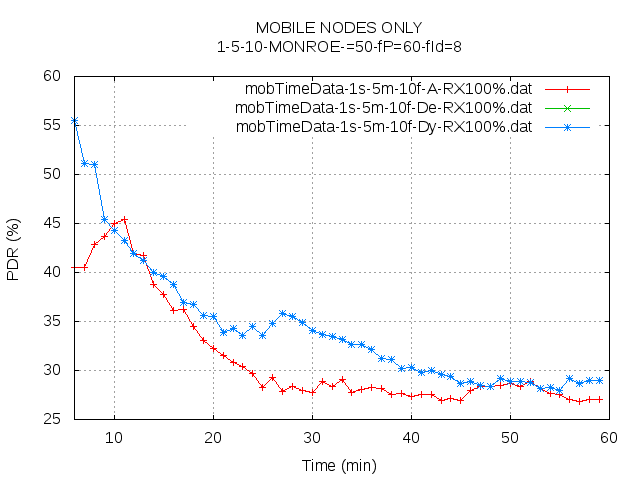 MOBILE NODES ONLY
1-5-10-MONROE-=50-fP=60-fId=8
mobTimeData-1s-5m-10f-A-RX100%.dat
mobTimeData-1s-5m-10f-De-RX100%.dat
mobTimeData-1s-5m-10f-Dy-RX100%.dat
60
55
50
45
40
35
30
25
PDR (%)
10 20 30 40 50 60
Time (min)